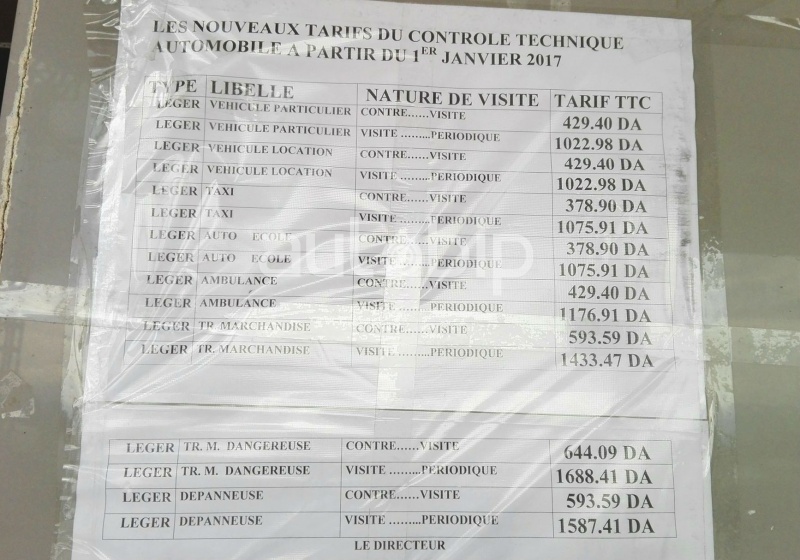 LES NOUVEAUX TARIFS DU CONTROLE TECHNIQUE
AUTOMOBILE A PARTIR DU 1ER JANVIER 2017
TYPE LIBELLE NATURE DE VISITE TARIF TTC
LEGER VEHICULE PARTICULIER CONTRE......VISITE 429.40 DA
LEGER VEHICULE PARTICULIER VISITE .........PERIODIQUE 1022.98 DA
LEGER VEHICULE LOCATION CONTRE......VISITE 429.40 DA
LEGER VEHICULE LOCATION VISITE .........PERIODIQUE 1022.98 DA
LEGER TAXI CONTRE......VISITE 378.90 DA
LEGER TAXI VISITE .........PERIODIQUE 1075.91 DA
LEGER AUTO ECOLE CONTRE......VISITE 378.90 DA
LEGER AUTO ECOLE VISITE .........PERIODIQUE 1075.91 DA
LEGER AMBULANCE CONTRE......VISITE 429.40 DA
LEGER AMBULANCE VISITE .........PERIODIQUE 1176.91 DA
LEGER TR. MARCHANDISE CONTRE......VISITE 593.59 DA
LEGER TR. MARCHANDISE VISITE .........PERIODIQUE 1433.47 DA
LEGER TR. M. DANGEREUSE CONTRE......VISITE 644.09 DA
LEGER TR. M. DANGEREUSE VISITE .........PERIODIQUE 1688.41 DA
LEGER DEPANNEUSE CONTRE......VISITE 593.59 DA
LEGER DEPANNEUSE VISITE .........PERIODIQUE 1587.41 DA
LE DIRECTEUR